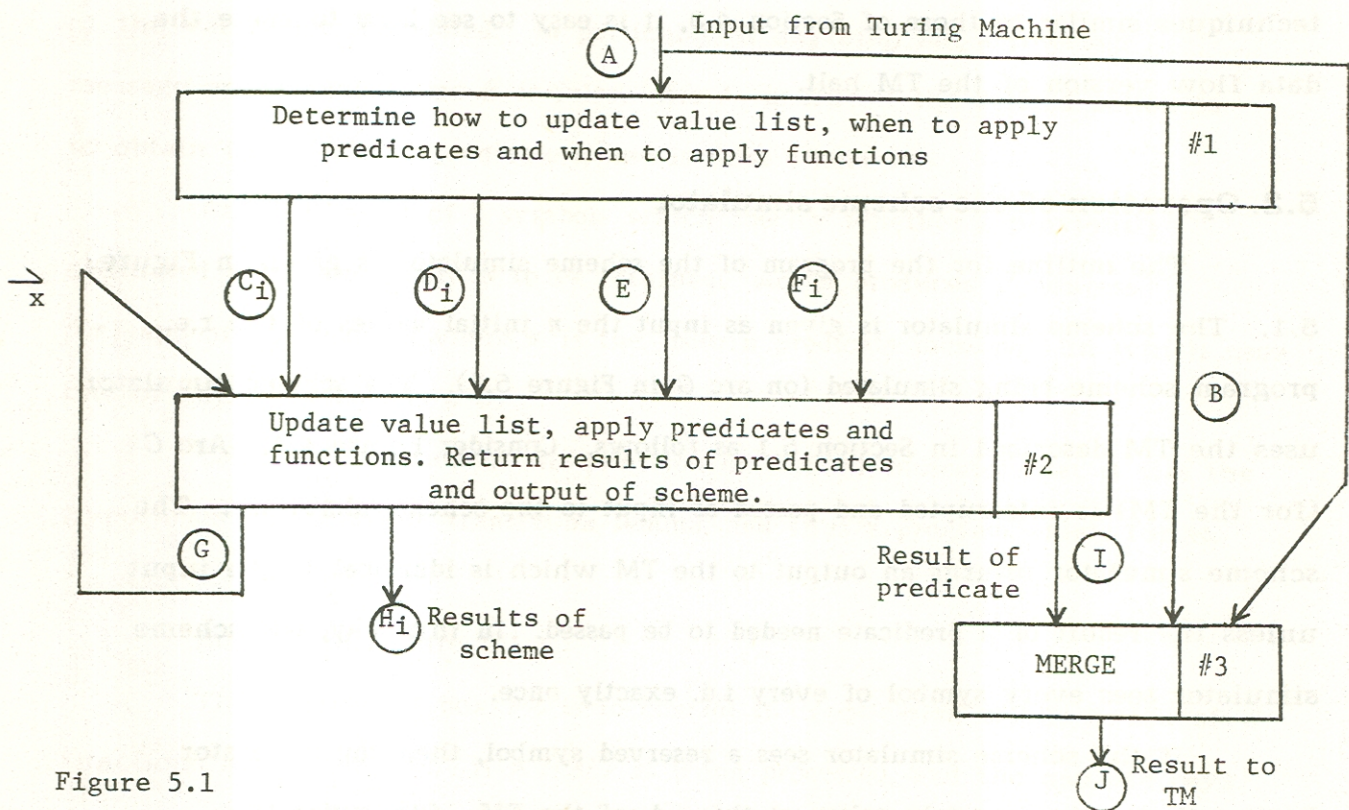 Input from Turing Machine
A
Determine how to update value list, when to apply
predicates and when to apply functions
#1
x
Ci
Di
E
Fi
B
Update value list, apply predicates and
functions. Return results of predicates
and output of scheme.
#2
G
Result of
predicate
I
Hi
Results of
scheme
MERGE
#3
J
Result to
TM
Figure 5.1